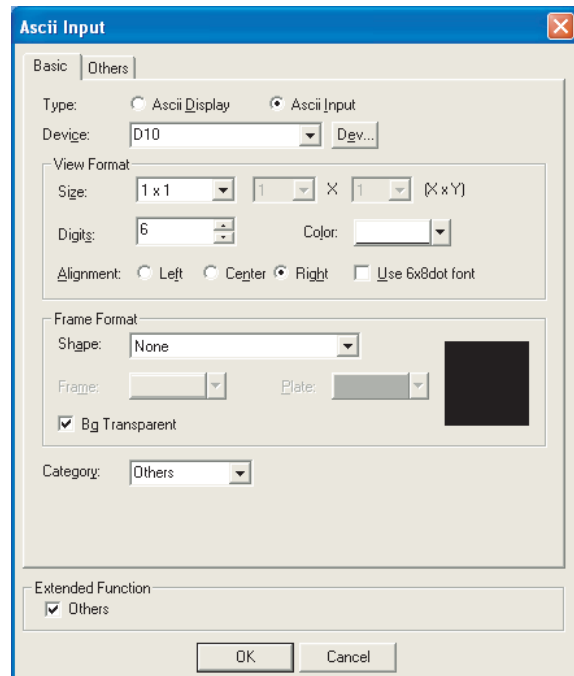 Ascii Input
Basic Others
Type: Ascii Display Ascii Input
Device: D10 Dev...
View Format
Size: 1 x 1 1 X 1 (X x Y)
Digits: 6 Color:
Alignment: Left Center Right Use 6x8dot font
Frame Format
Shape: None
Frame: Plate:
Bg Transparent
Category: Others
Extended Function
Others
OK Cancel